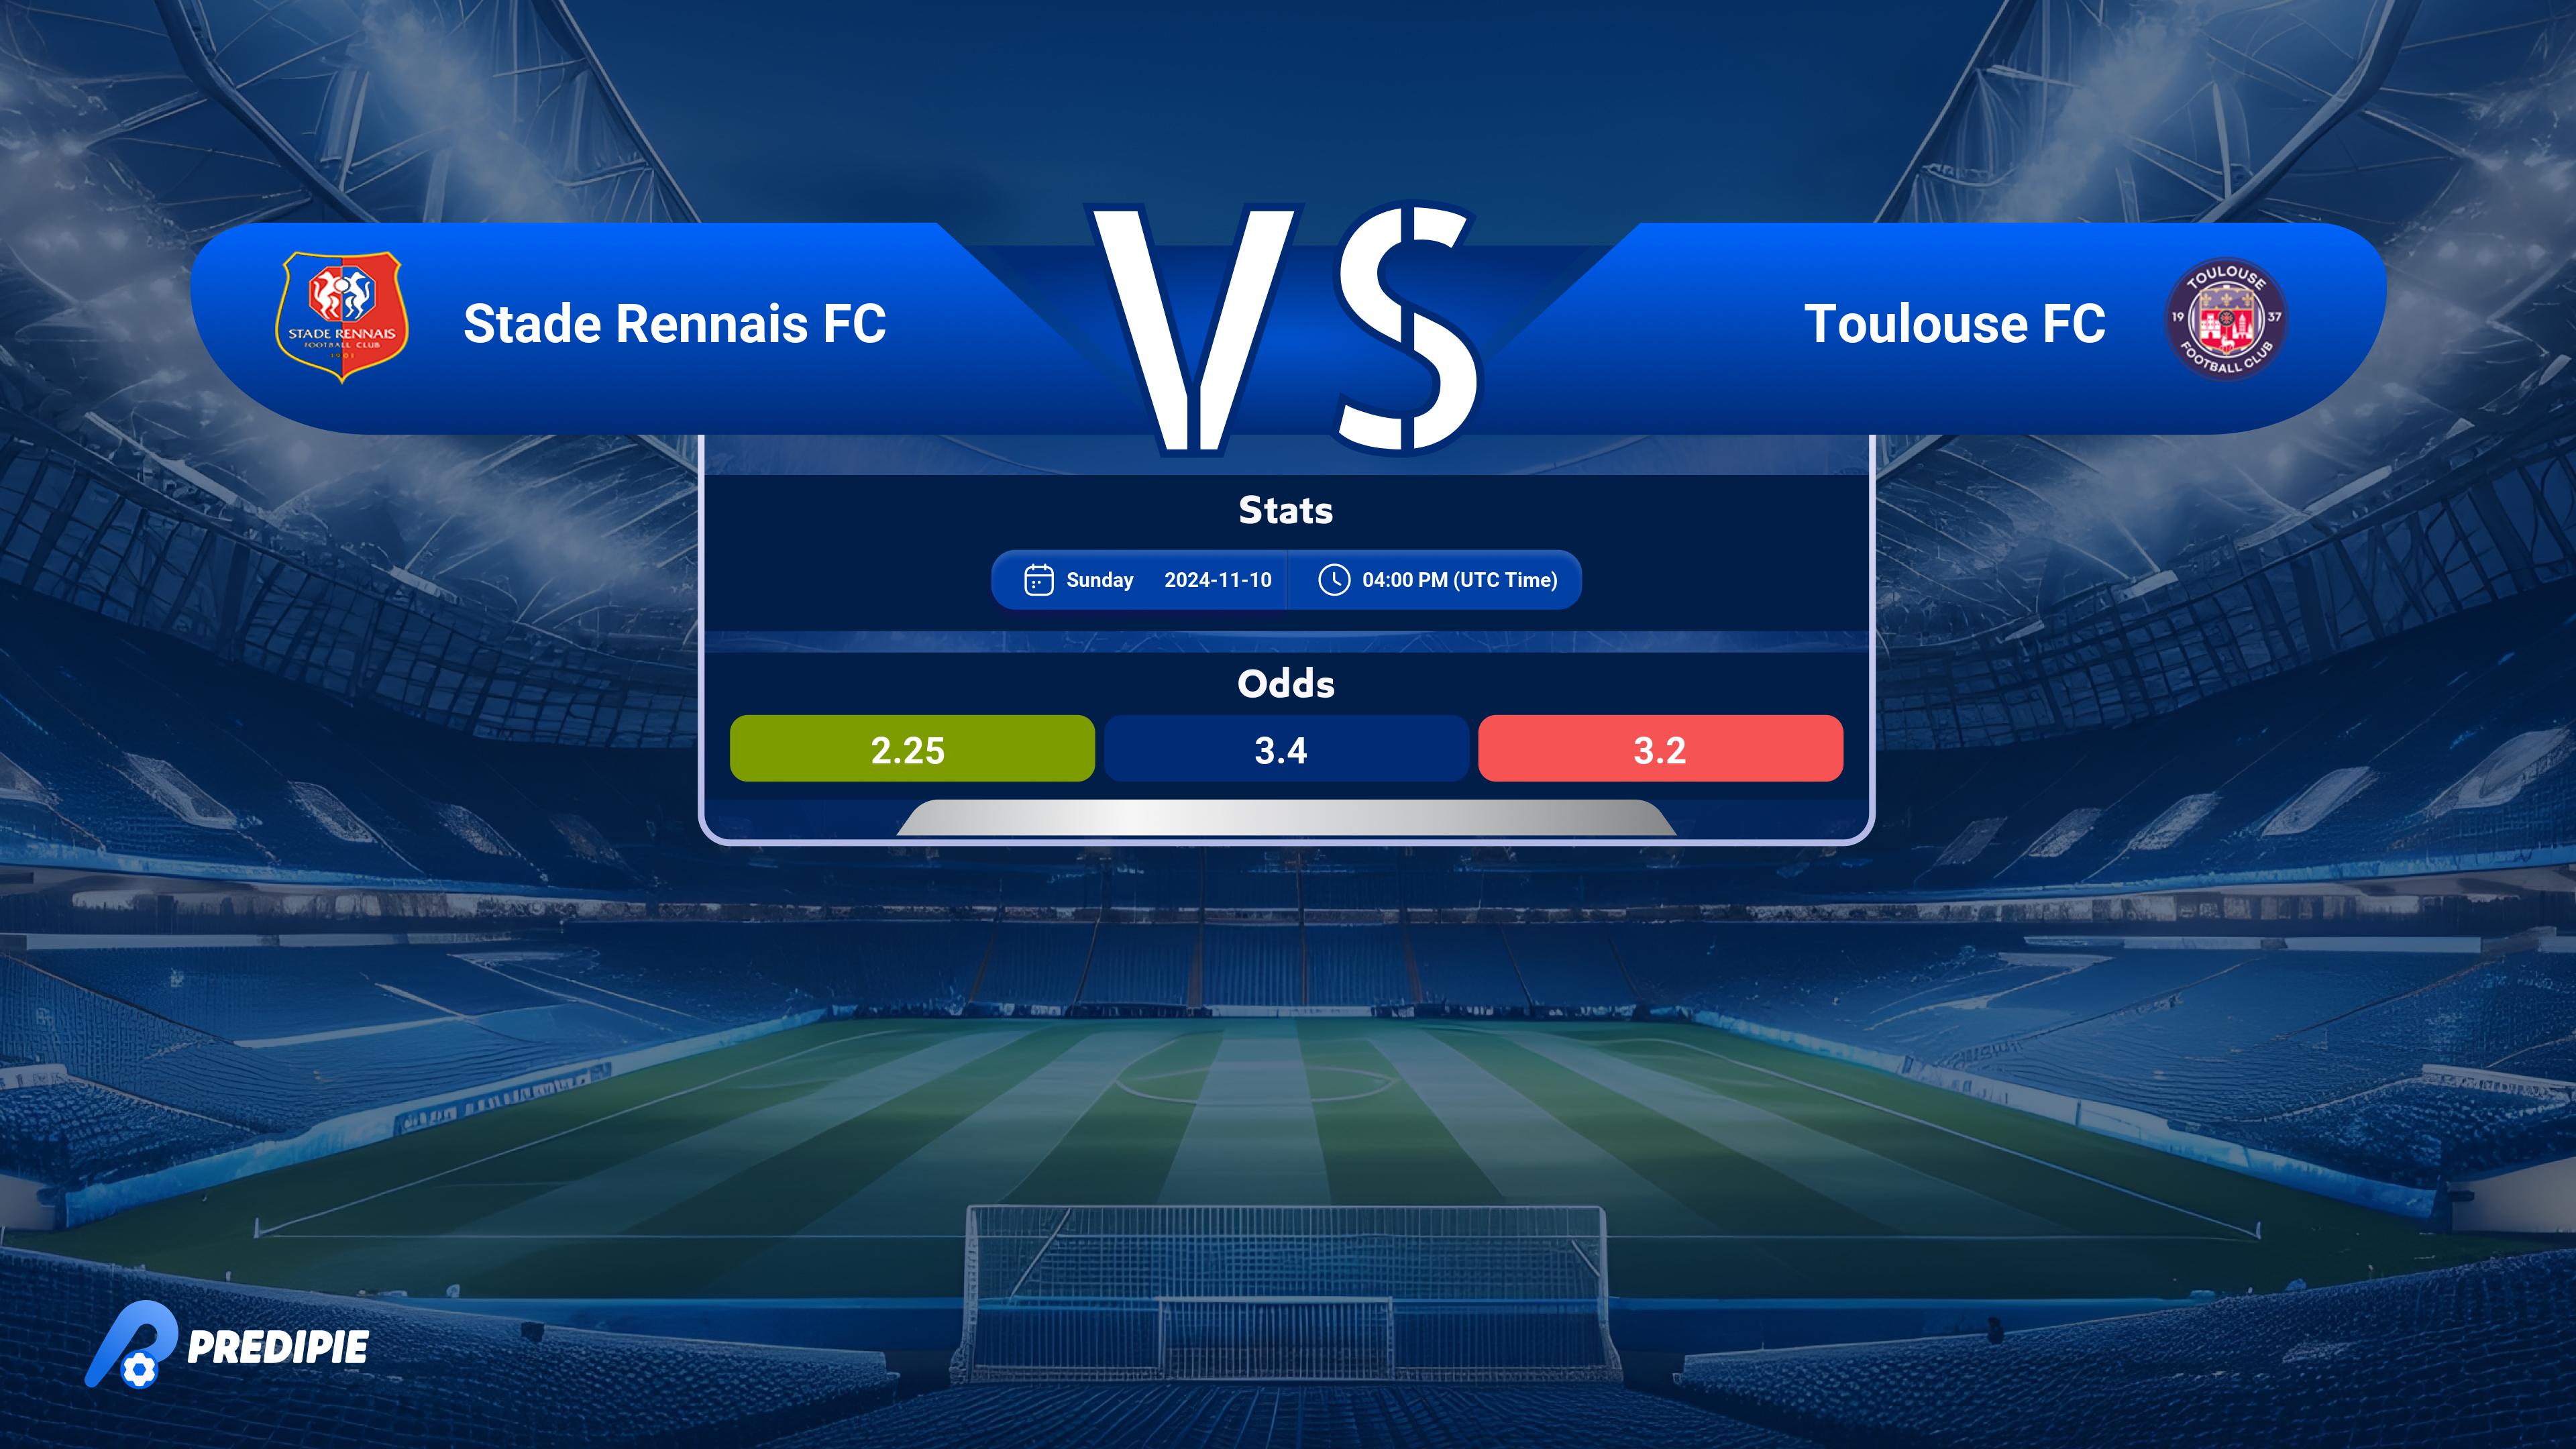 VS
STADE RENNAIS
FOOTBALL CLUB
1901
Stade Rennais FC
Toulouse FC
TOULOUSE
19 37
FOOTBALL CLUB
Stats
Sunday 2024-11-10 04:00 PM (UTC Time)
Odds
2.25 3.4 3.2
PREDIPIE